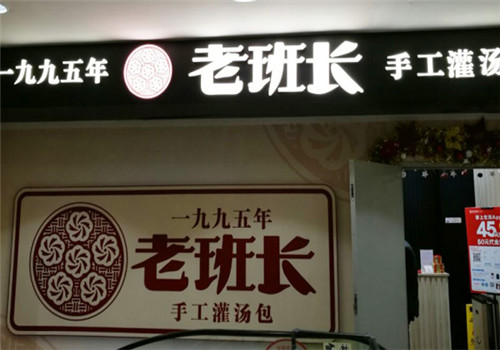 一九九五年 老班长 手工灌汤
一九九五年
老班长
手工灌汤包
45